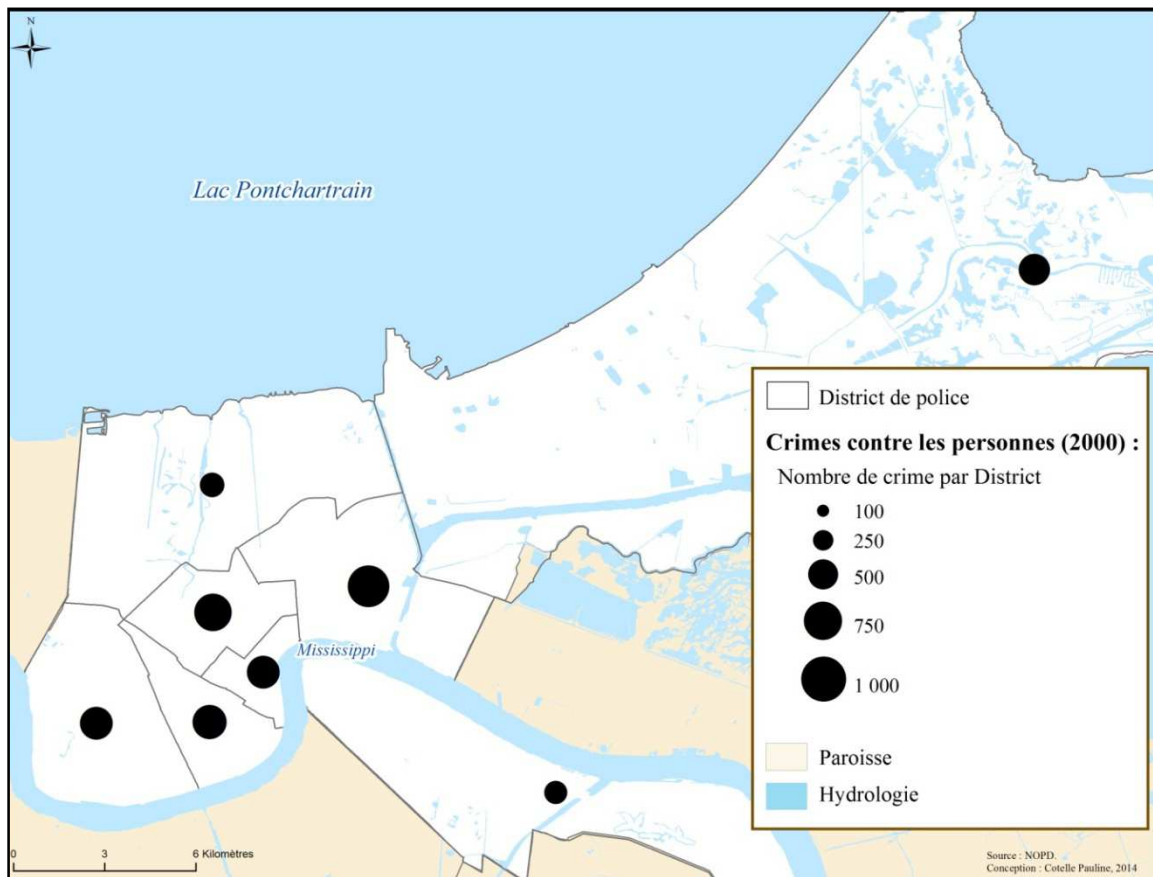 N
Lac Pontchartrain
Mississippi
District de police
Crimes contre les personnes (2000) :
Nombre de crime par District
100
250
500
750
1 000
Paroisse
Hydrologie
0 3 6 Kilomètres
Source : NOPD.
Conception : Cotelle Pauline, 2014